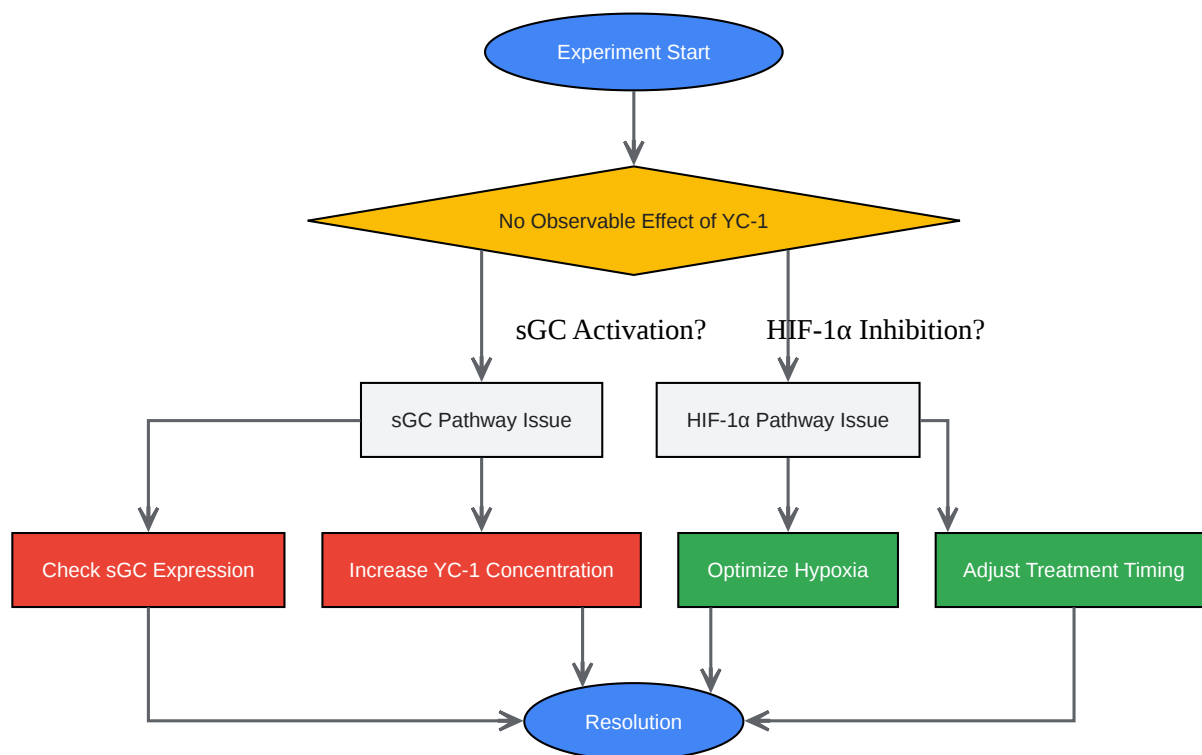 Experiment Start
No Observable Effect of YC-1
sGC Activation?
HIF-1α Inhibition?
sGC Pathway Issue
HIF-1α Pathway Issue
Check sGC Expression
Increase YC-1 Concentration
Optimize Hypoxia
Adjust Treatment Timing
Resolution